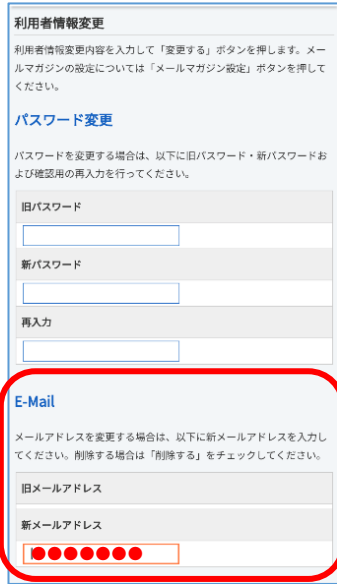 利用者情報変更
利用者情報変更内容を入力して「変更する」ボタンを押します。メー
ルマガジンの設定については「メールマガジン設定」ボタンを押して
ください。
パスワード変更
パスワードを変更する場合は、以下に旧パスワード・新パスワードお
よび確認用の再入力を行ってください。
旧パスワード
新パスワード
再入力
E-Mail
メールアドレスを変更する場合は、以下に新メールアドレスを入力し
てください。削除する場合は「削除する」をチェックしてください。
旧メールアドレス
新メールアドレス
●●●●●●●